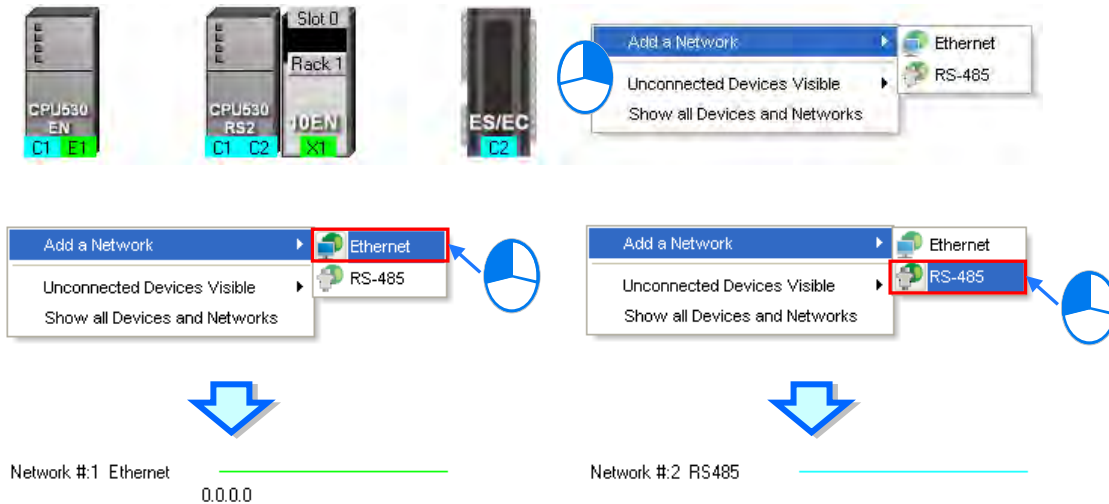 Slot 0
Rack 1
CPU530
EN
C1 E1
CPU530
RS2
C1 C2
10EN
X1
ES/EC
C2
Add a Network
Ethernet
RS-485
Unconnected Devices Visible
Show all Devices and Networks
Add a Network
Ethernet
RS-485
Unconnected Devices Visible
Show all Devices and Networks
Add a Network
Ethernet
RS-485
Unconnected Devices Visible
Show all Devices and Networks
Network #:1 Ethernet
0.0.0.0
Network #:2 RS485